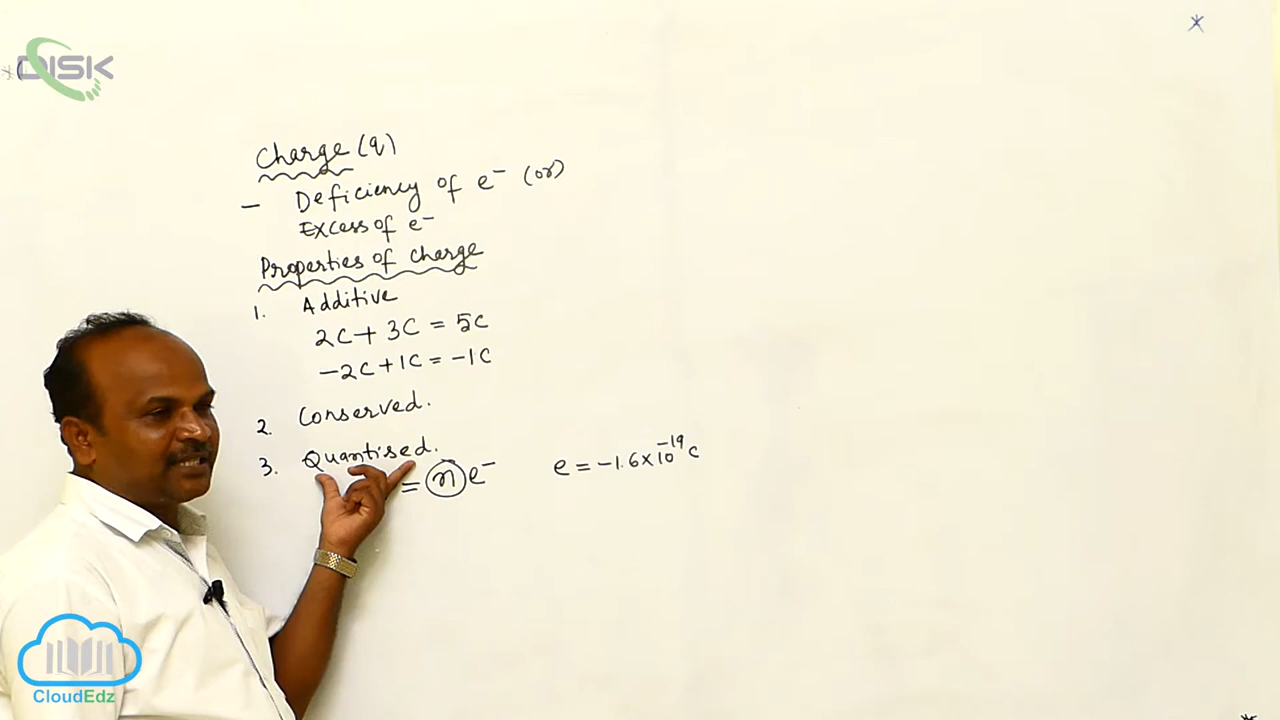 DISK
Charge (q)
– Deficiency of e⁻ (or)
Excess of e⁻
Properties of charge
1. Additive
2C + 3C = 5C
-2C + 1C = -1C
2. Conserved.
3. Quantised.
= n e⁻ e = -1.6 x 10⁻¹⁹ C
CloudEdz